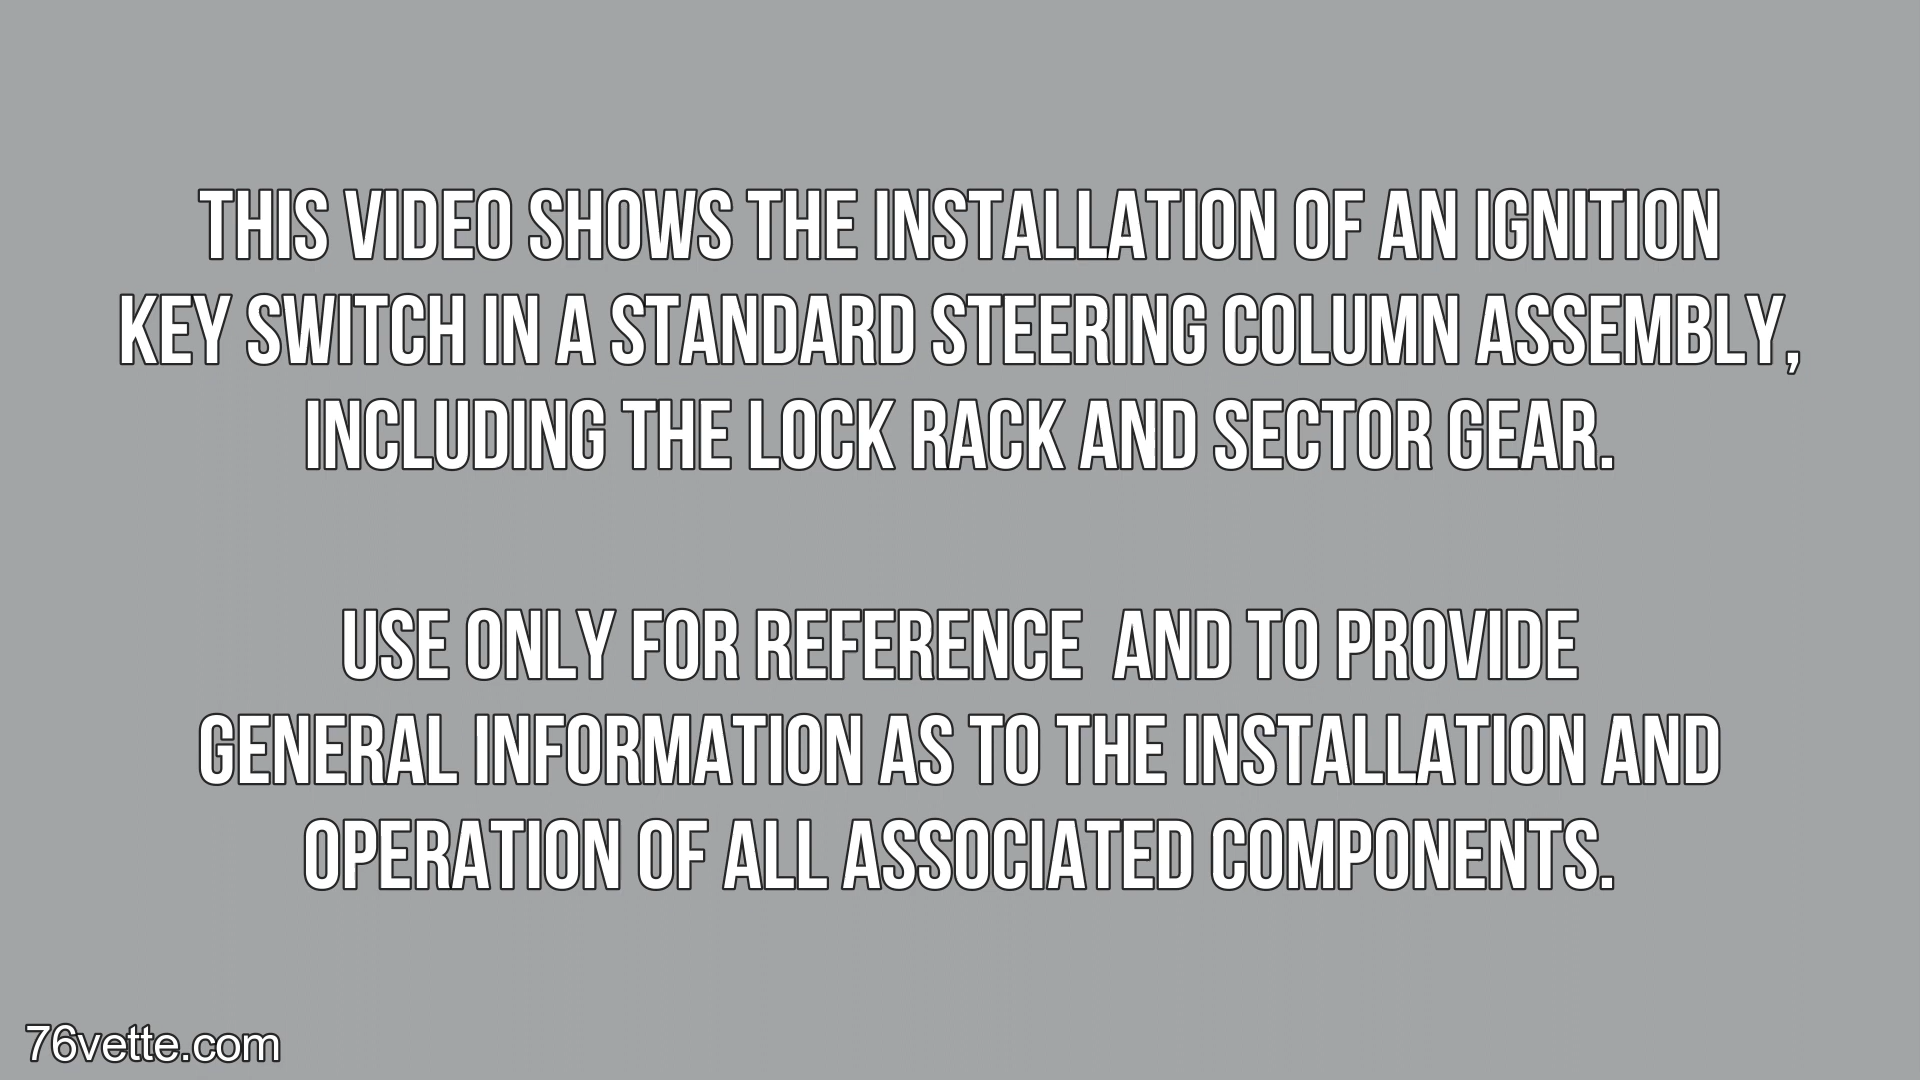 THIS VIDEO SHOWS THE INSTALLATION OF AN IGNITION
KEY SWITCH IN A STANDARD STEERING COLUMN ASSEMBLY,
INCLUDING THE LOCK RACK AND SECTOR GEAR.
USE ONLY FOR REFERENCE  AND TO PROVIDE
GENERAL INFORMATION AS TO THE INSTALLATION AND
OPERATION OF ALL ASSOCIATED COMPONENTS.
76vette.com